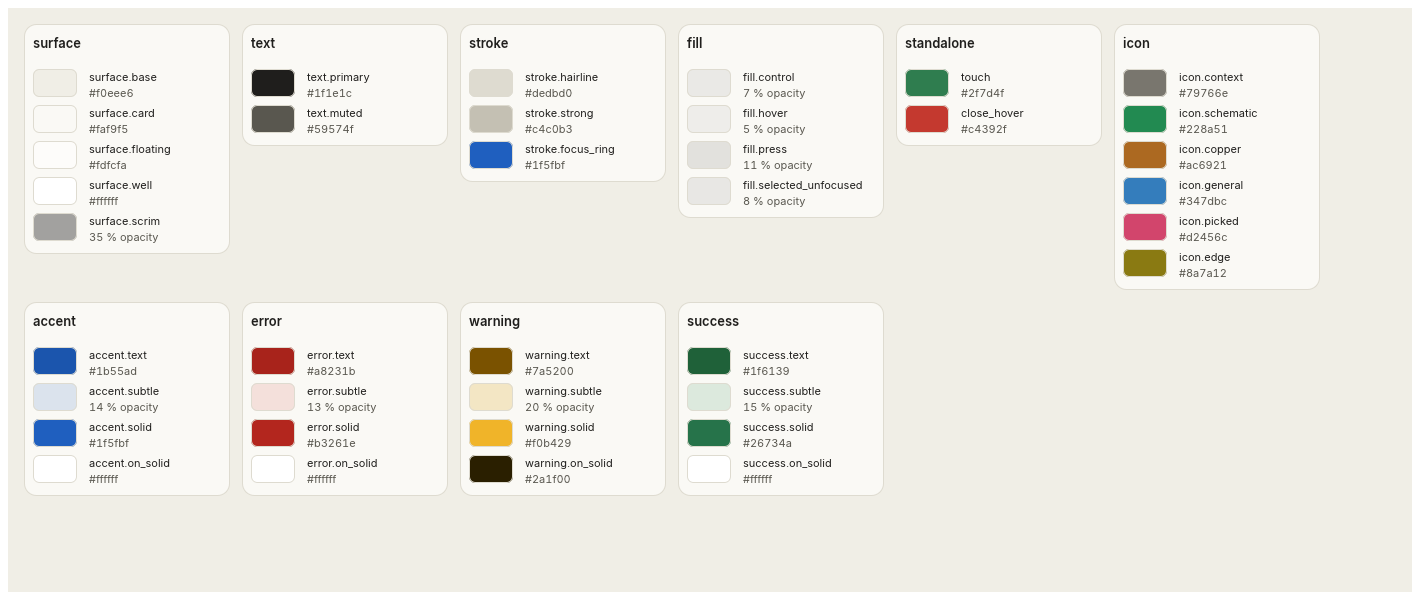 surface
surface.base
#f0eee6
surface.card
#faf9f5
surface.floating
#fdfcfa
surface.well
#ffffff
surface.scrim
35 % opacity
text
text.primary
#1f1e1c
text.muted
#59574f
stroke
stroke.hairline
#dedbd0
stroke.strong
#c4c0b3
stroke.focus_ring
#1f5fbf
fill
fill.control
7 % opacity
fill.hover
5 % opacity
fill.press
11 % opacity
fill.selected_unfocused
8 % opacity
standalone
touch
#2f7d4f
close_hover
#c4392f
icon
icon.context
#79766e
icon.schematic
#228a51
icon.copper
#ac6921
icon.general
#347dbc
icon.picked
#d2456c
icon.edge
#8a7a12
accent
accent.text
#1b55ad
accent.subtle
14 % opacity
accent.solid
#1f5fbf
accent.on_solid
#ffffff
error
error.text
#a8231b
error.subtle
13 % opacity
error.solid
#b3261e
error.on_solid
#ffffff
warning
warning.text
#7a5200
warning.subtle
20 % opacity
warning.solid
#f0b429
warning.on_solid
#2a1f00
success
success.text
#1f6139
success.subtle
15 % opacity
success.solid
#26734a
success.on_solid
#ffffff